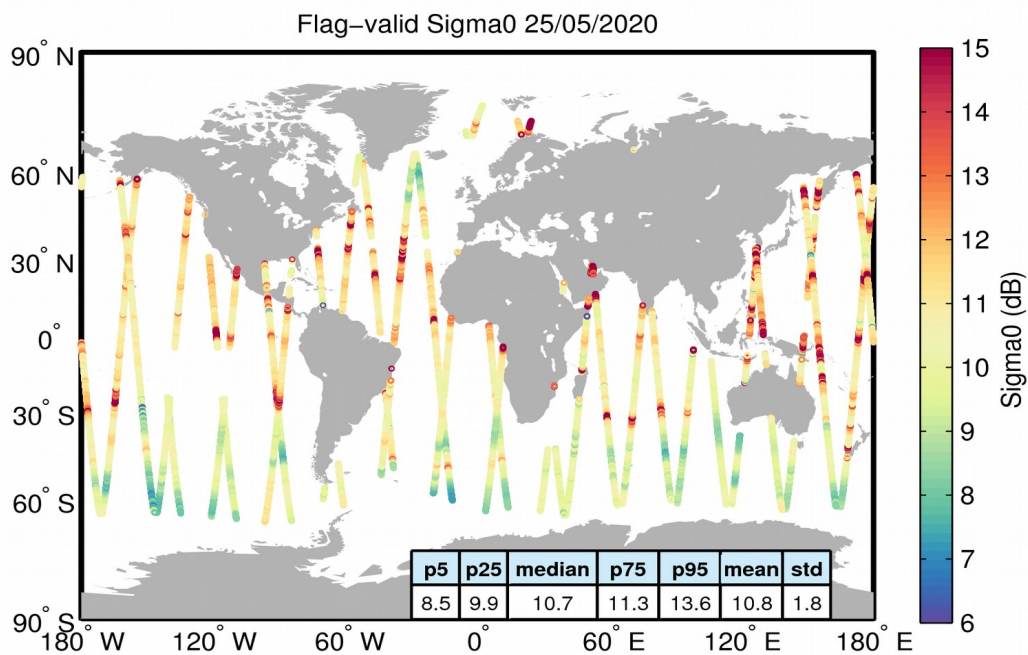 Flag-valid Sigma0 25/05/2020
90° N
60° N
30° N
0°
30° S
60° S
90° S
180° W
120° W
60° W
0°
60° E
120° E
180° E
p5 p25 median p75 p95 mean std
8.5 9.9 10.7 11.3 13.6 10.8 1.8
15
14
13
12
11
10
9
8
7
6
Sigma0 (dB)